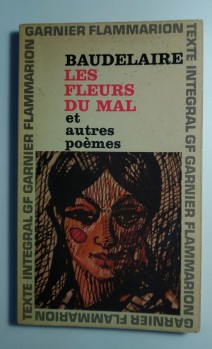 GARNIER FLAMMARION
TEXTE INTEGRAL GF GARNIER FLAMMARION
BAUDELAIRE
LES
FLEURS
DU MAL
et
autres
poèmes
TEXTE INTEGRAL GF GARNIER FLAMMARION
GARNIER FLAMMARION